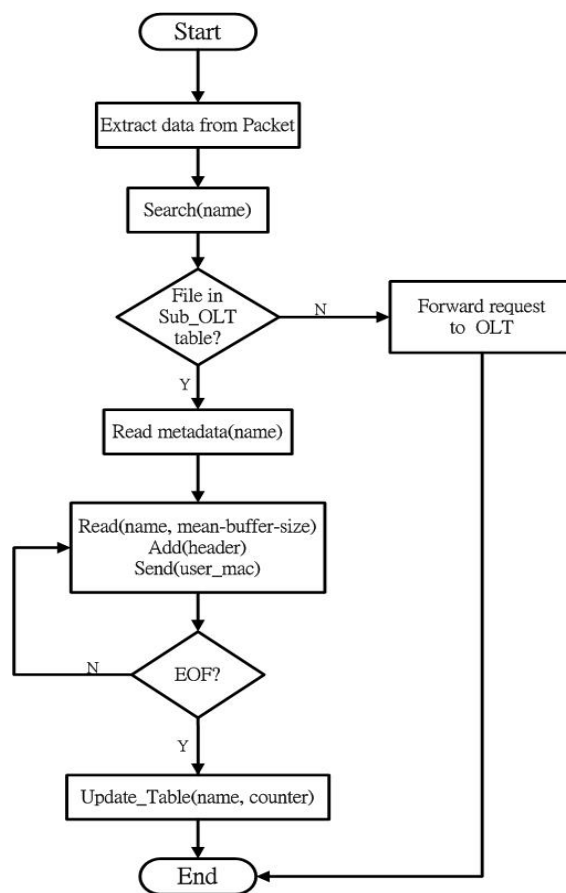 Start
Extract data from Packet
Search(name)
File in
Sub_OLT
table?
N
Forward request
to OLT
Y
Read metadata(name)
Read(name, mean-buffer-size)
Add(header)
Send(user_mac)
N
EOF?
Y
Update_Table(name, counter)
End